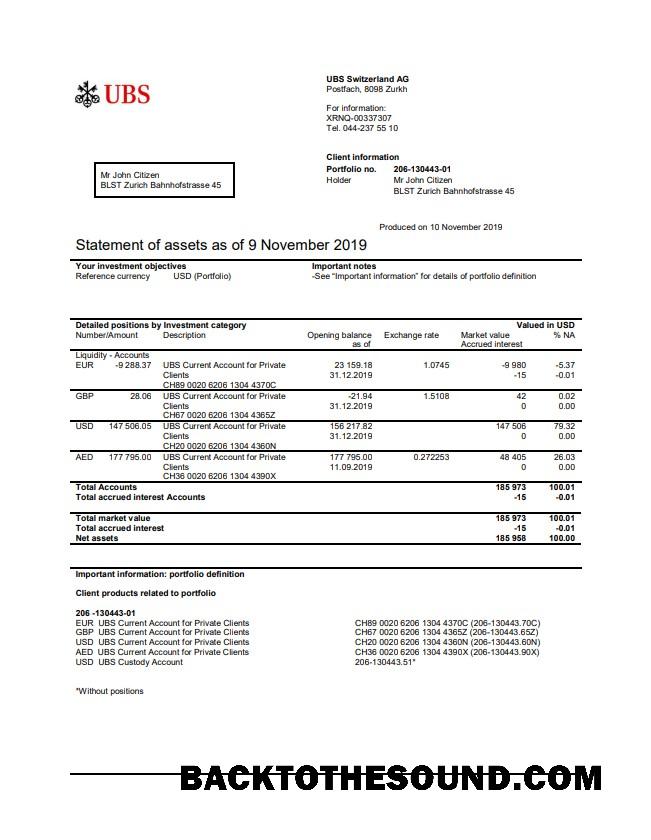 UBS
UBS Switzerland AG
Postfach, 8098 Zurkh
For information:
XRNQ-00337307
Tel. 044-237 55 10
Client information
Portfolio no. 206-130443-01
Holder Mr John Citizen
BLST Zurich Bahnhofstrasse 45
Mr John Citizen
BLST Zurich Bahnhofstrasse 45
Produced on 10 November 2019
Statement of assets as of 9 November 2019
Your investment objectives Important notes
Reference currency USD (Portfolio) -See “Important information” for details of portfolio definition
Detailed positions by Investment category Valued in USD
Number/Amount Description Opening balance Exchange rate Market value % NA
as of Accrued interest
Liquidity - Accounts
EUR -9 288.37 UBS Current Account for Private 23 159.18 1.0745 -9 980 -5.37
Clients 31.12.2019 -15 -0.01
CH89 0020 6206 1304 4370C
GBP 28.06 UBS Current Account for Private -21.94 1.5108 42 0.02
Clients 31.12.2019 0 0.00
CH67 0020 6206 1304 4365Z
USD 147 506.05 UBS Current Account for Private 156 217.82 147 506 79.32
Clients 31.12.2019 0 0.00
CH20 0020 6206 1304 4360N
AED 177 795.00 UBS Current Account for Private 177 795.00 0.272253 48 405 26.03
Clients 11.09.2019 0 0.00
CH36 0020 6206 1304 4390X
Total Accounts 185 973 100.01
Total accrued interest Accounts -15 -0.01
Total market value 185 973 100.01
Total accrued interest -15 -0.01
Net assets 185 958 100.00
Important information: portfolio definition
Client products related to portfolio
206 -130443-01
EUR UBS Current Account for Private Clients CH89 0020 6206 1304 4370C (206-130443.70C)
GBP UBS Current Account for Private Clients CH67 0020 6206 1304 4365Z (206-130443.65Z)
USD UBS Current Account for Private Clients CH20 0020 6206 1304 4360N (206-130443.60N)
AED UBS Current Account for Private Clients CH36 0020 6206 1304 4390X (206-130443.90X)
USD UBS Custody Account 206-130443.51*
*Without positions
BACKTOTHESOUND.COM